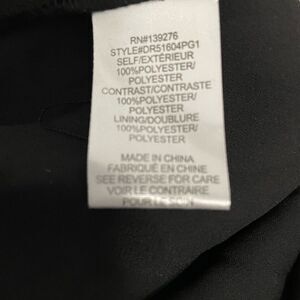 RN#139276
STYLE#DR51604PG1
SELF/EXTÉRIEUR
100%POLYESTER/
POLYESTER
CONTRAST/CONTRASTE
100%POLYESTER/
POLYESTER
LINING/DOUBLURE
100%POLYESTER/
POLYESTER
MADE IN CHINA
FABRIQUÉ EN CHINE
SEE REVERSE FOR CARE
VOIR LE CONTRAIRE
POUR LE SOIN